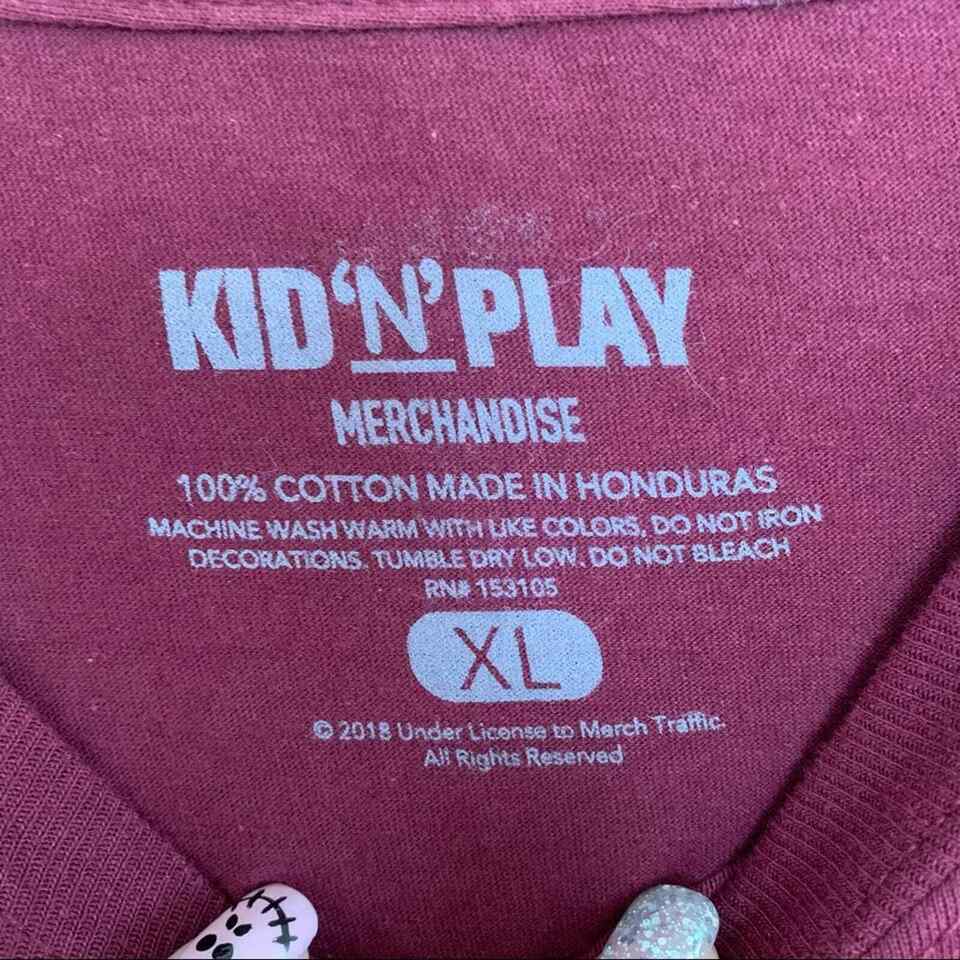 KID 'N' PLAY
MERCHANDISE
100% COTTON MADE IN HONDURAS
MACHINE WASH WARM WITH LIKE COLORS, DO NOT IRON
DECORATIONS. TUMBLE DRY LOW. DO NOT BLEACH
RN# 153105
XL
© 2018 Under License to Merch Traffic.
All Rights Reserved